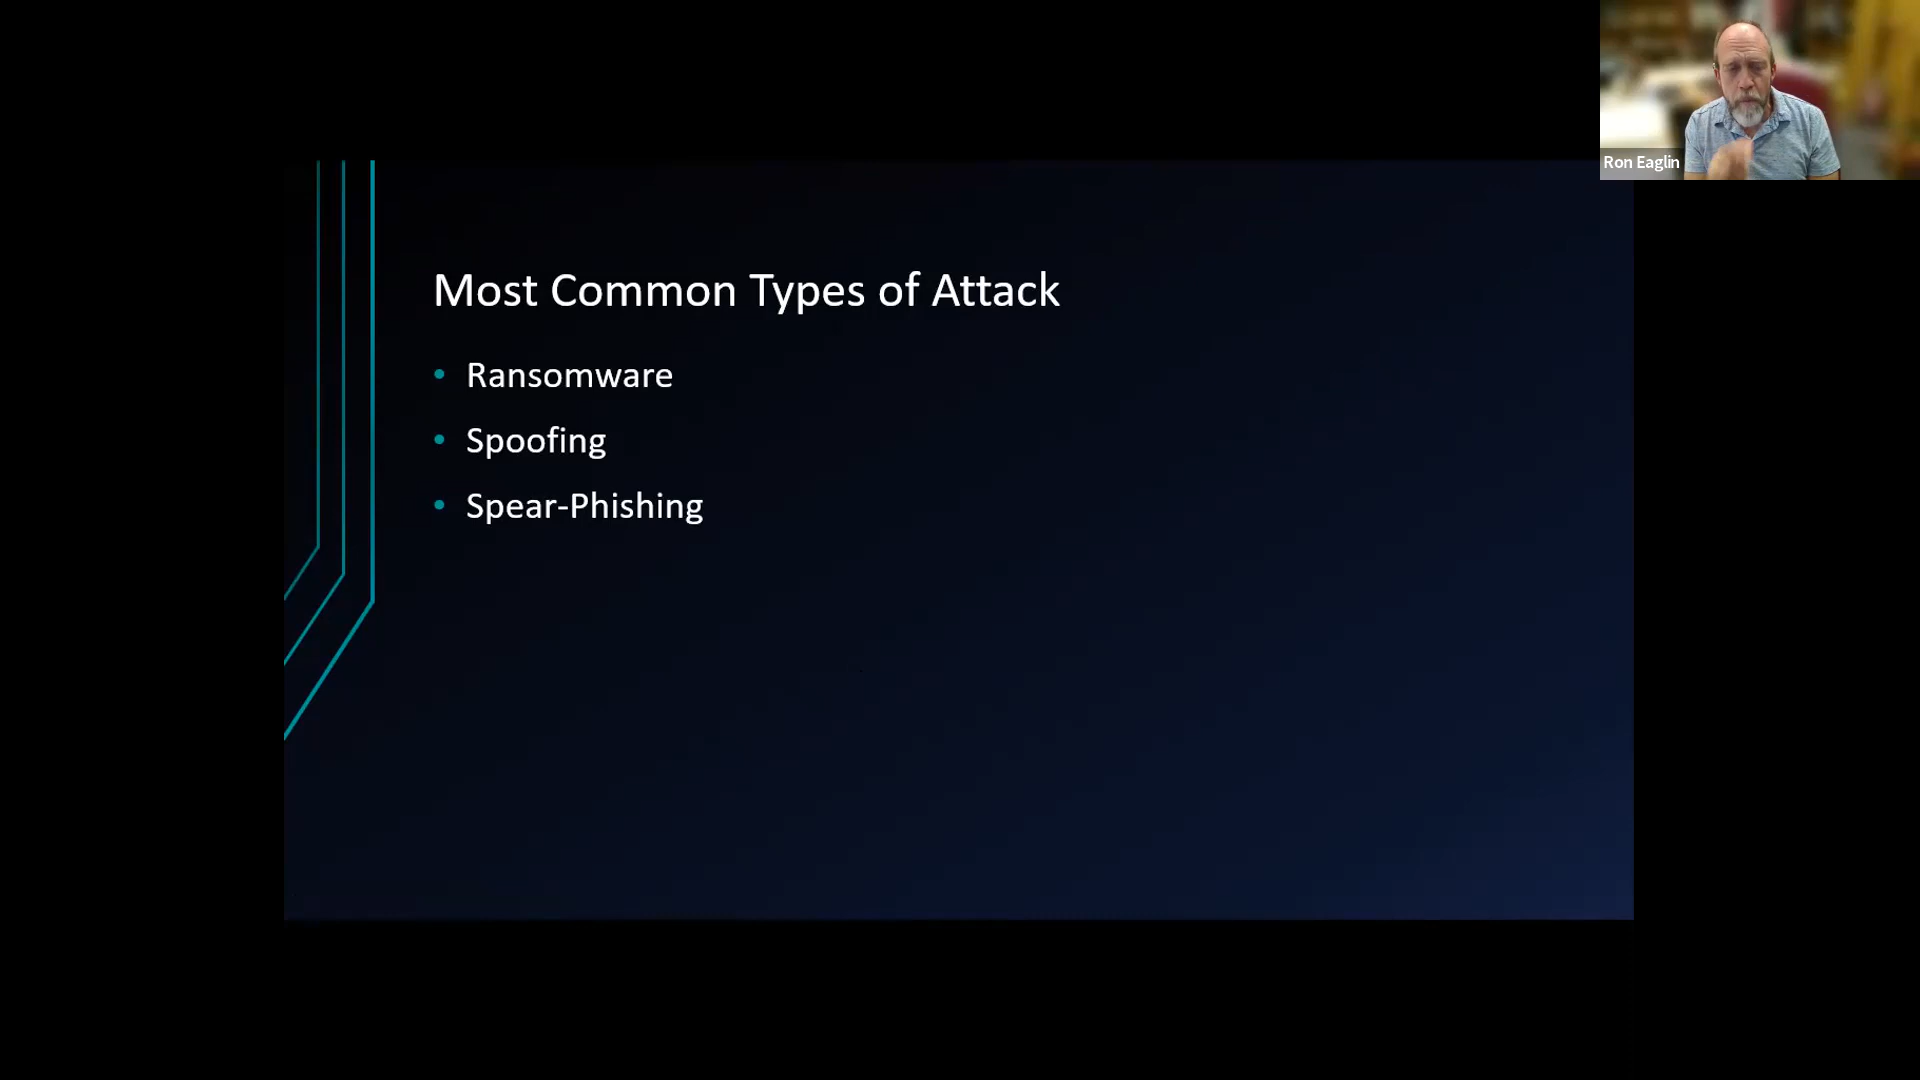 Ron Eaglin
Most Common Types of Attack
• Ransomware
• Spoofing
• Spear-Phishing